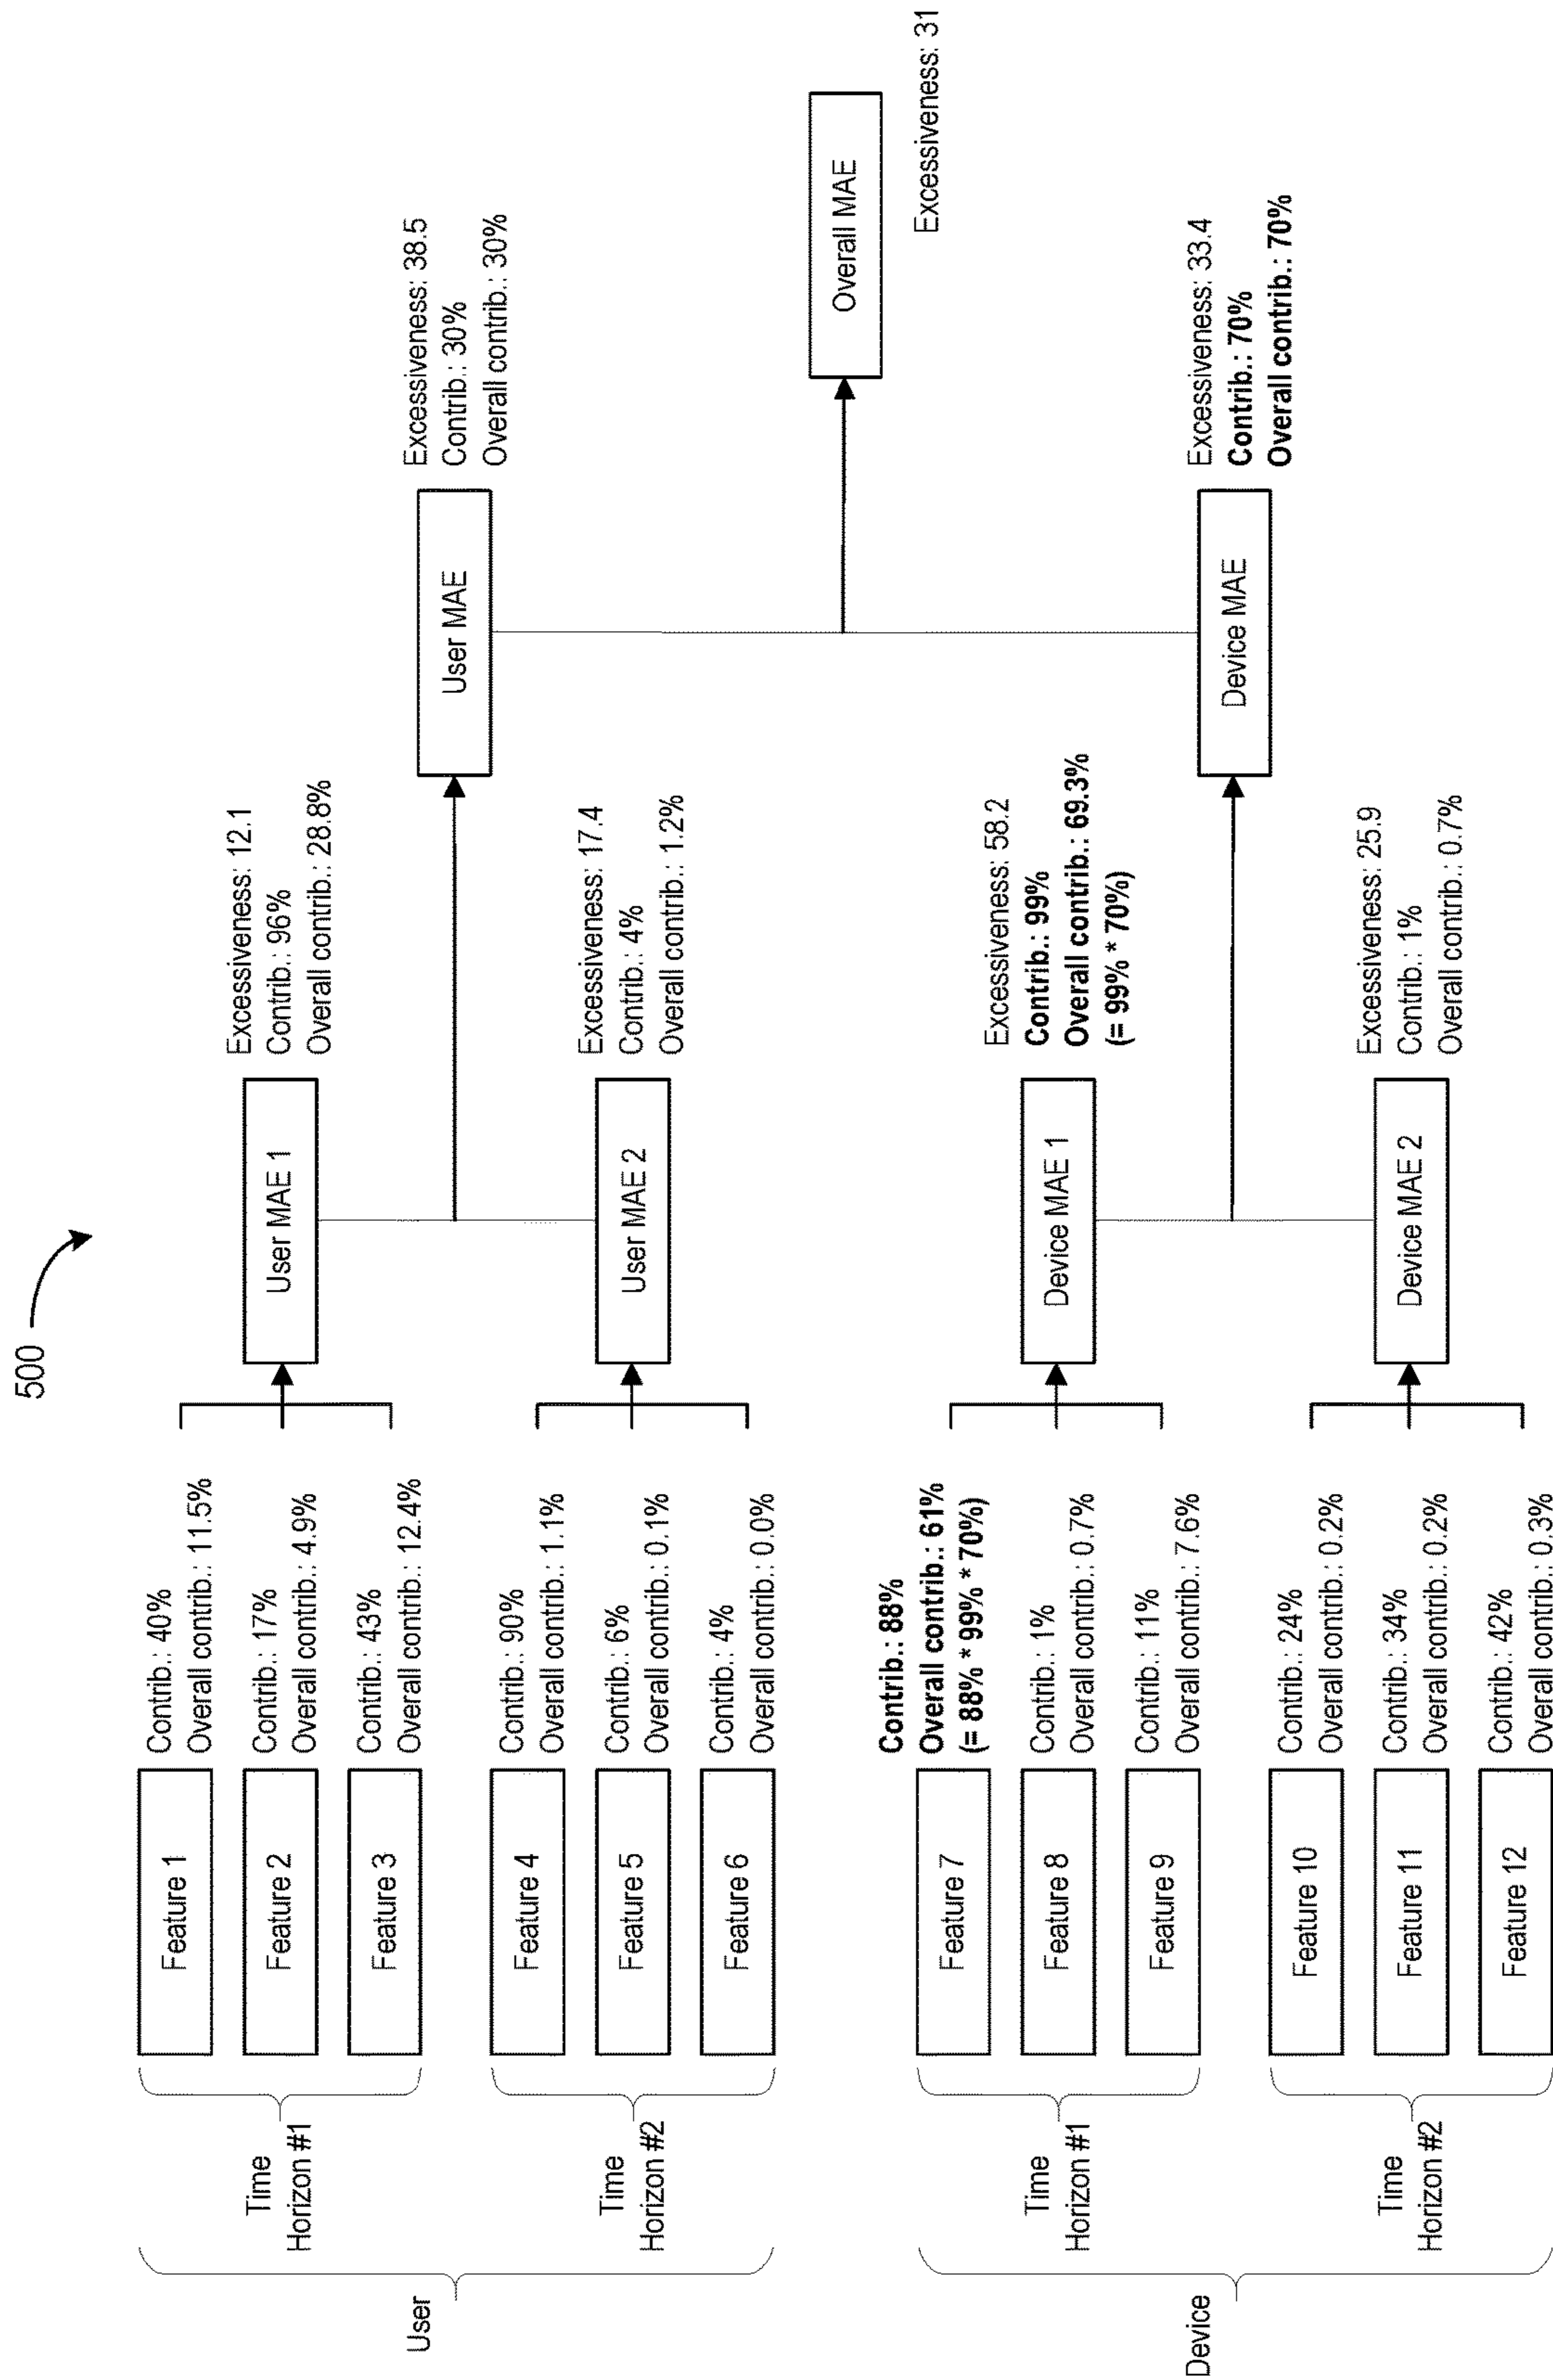 500
User
Time
Horizon #1
Feature 1
Contrib.: 40%
Overall contrib.: 11.5%
Feature 2
Contrib.: 17%
Overall contrib.: 4.9%
Feature 3
Contrib.: 43%
Overall contrib.: 12.4%
User MAE 1
Excessiveness: 12.1
Contrib.: 96%
Overall contrib.: 28.8%
Time
Horizon #2
Feature 4
Contrib.: 90%
Overall contrib.: 1.1%
Feature 5
Contrib.: 6%
Overall contrib.: 0.1%
Feature 6
Contrib.: 4%
Overall contrib.: 0.0%
User MAE 2
Excessiveness: 17.4
Contrib.: 4%
Overall contrib.: 1.2%
User MAE
Excessiveness: 38.5
Contrib.: 30%
Overall contrib.: 30%
Overall MAE
Excessiveness: 31
Device
Time
Horizon #1
Feature 7
Contrib.: 88%
Overall contrib.: 61%
(= 88% * 99% * 70%)
Feature 8
Contrib.: 1%
Overall contrib.: 0.7%
Feature 9
Contrib.: 11%
Overall contrib.: 7.6%
Device MAE 1
Excessiveness: 58.2
Contrib.: 99%
Overall contrib.: 69.3%
(= 99% * 70%)
Time
Horizon #2
Feature 10
Contrib.: 24%
Overall contrib.: 0.2%
Feature 11
Contrib.: 34%
Overall contrib.: 0.2%
Feature 12
Contrib.: 42%
Overall contrib.: 0.3%
Device MAE 2
Excessiveness: 25.9
Contrib.: 1%
Overall contrib.: 0.7%
Device MAE
Excessiveness: 33.4
Contrib.: 70%
Overall contrib.: 70%